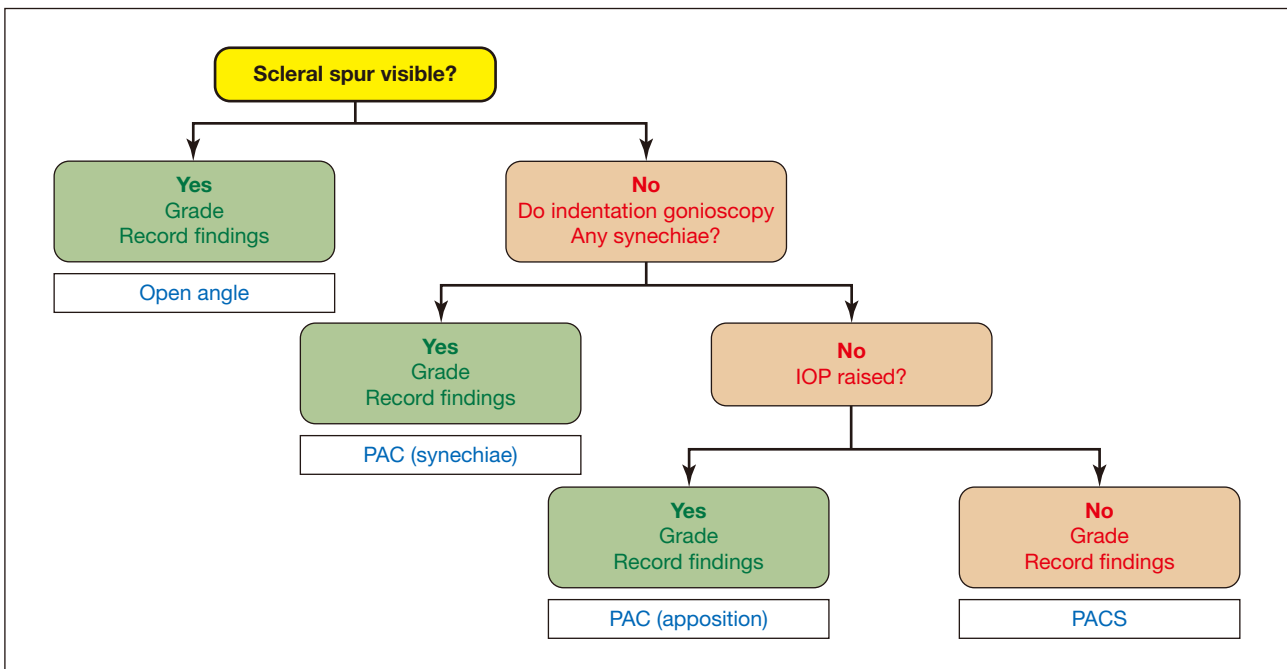 Scleral spur visible?
Yes
Grade
Record findings
Open angle
No
Do indentation gonioscopy
Any synechiae?
Yes
Grade
Record findings
PAC (synechiae)
No
IOP raised?
Yes
Grade
Record findings
PAC (apposition)
No
Grade
Record findings
PACS